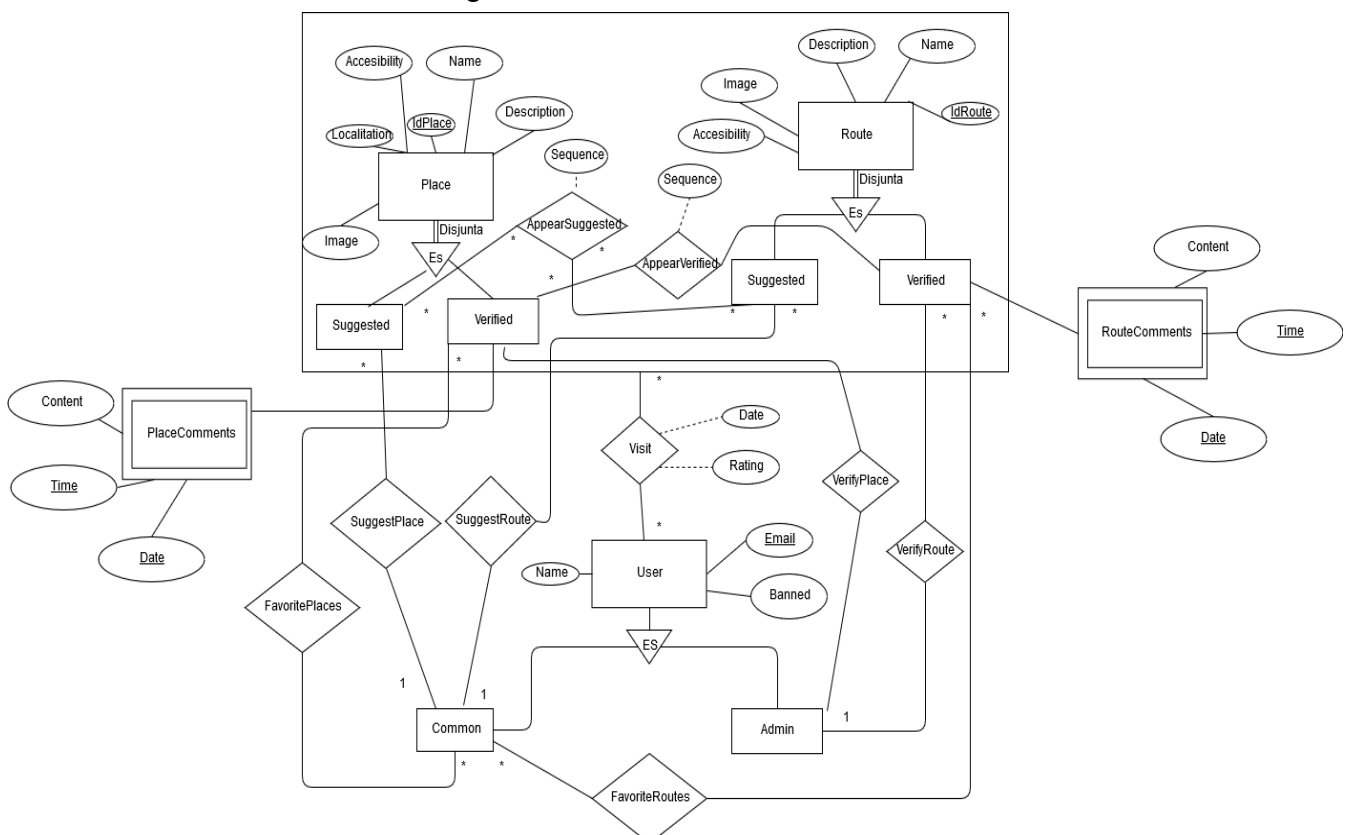 Description
Name
Accesibility
Name
Image
IdRoute
Localitation
IdPlace
Description
Accesibility
Route
Sequence
Sequence
Disjunta
Place
Es
AppearSuggested
*
*
Disjunta
Image
Es
AppearVerified
*
Content
Suggested
Verified
Suggested
*
Verified
*
*
*
*
RouteComments
Time
*
*
*
Content
PlaceComments
Date
Visit
Date
Rating
Time
VerifyPlace
SuggestPlace
SuggestRoute
*
Email
Date
VerifyRoute
Name
User
Banned
FavoritePlaces
ES
1
1
Common
Admin
1
*
*
FavoriteRoutes